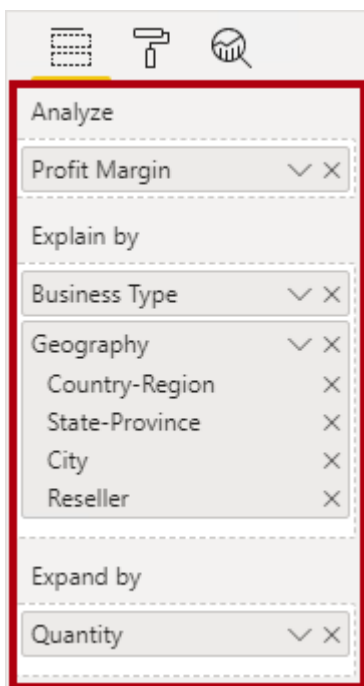 Analyze
Profit Margin
Explain by
Business Type
Geography
Country-Region
State-Province
City
Reseller
Expand by
Quantity